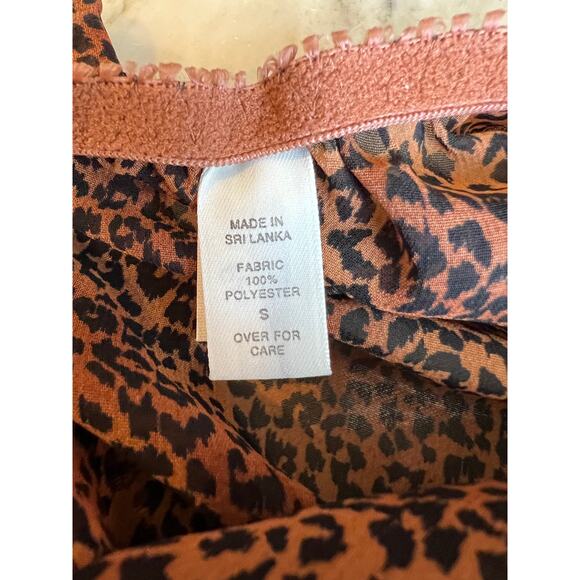 MADE IN
SRI LANKA
FABRIC
100%
POLYESTER
S
OVER FOR
CARE